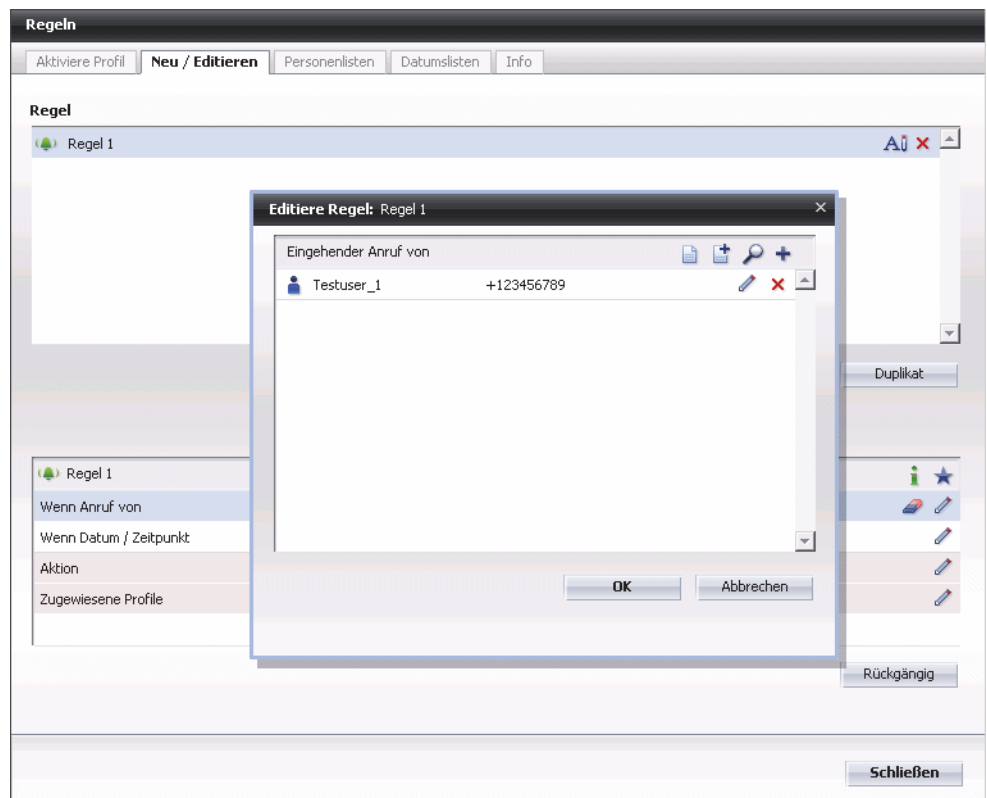 Regeln
Aktiviere Profil Neu / Editieren Personenlisten Datumslisten Info
Regel
Regel 1
Editiere Regel: Regel 1
Eingehender Anruf von
Testuser_1 +123456789
Duplikat
Regel 1
Wenn Anruf von
Wenn Datum / Zeitpunkt
Aktion
Zugewiesene Profile
OK Abbrechen
Rückgängig
Schließen